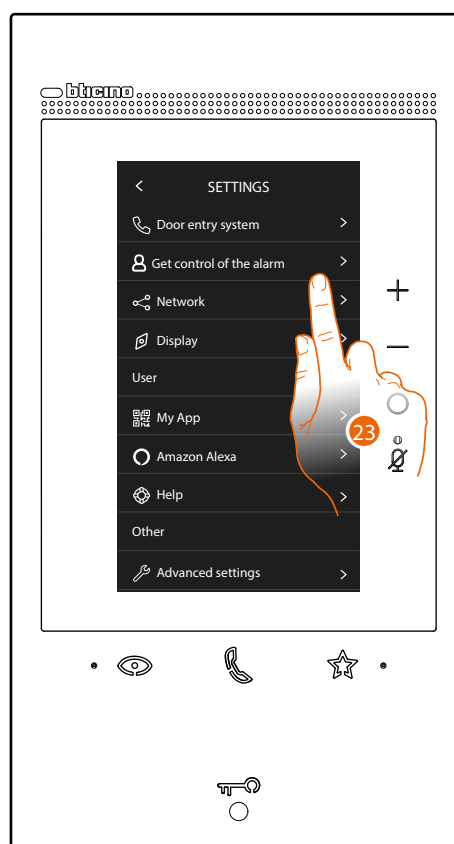 bticino
SETTINGS
Door entry system
Get control of the alarm
Network
Display
User
My App
23
Amazon Alexa
Help
Other
Advanced settings